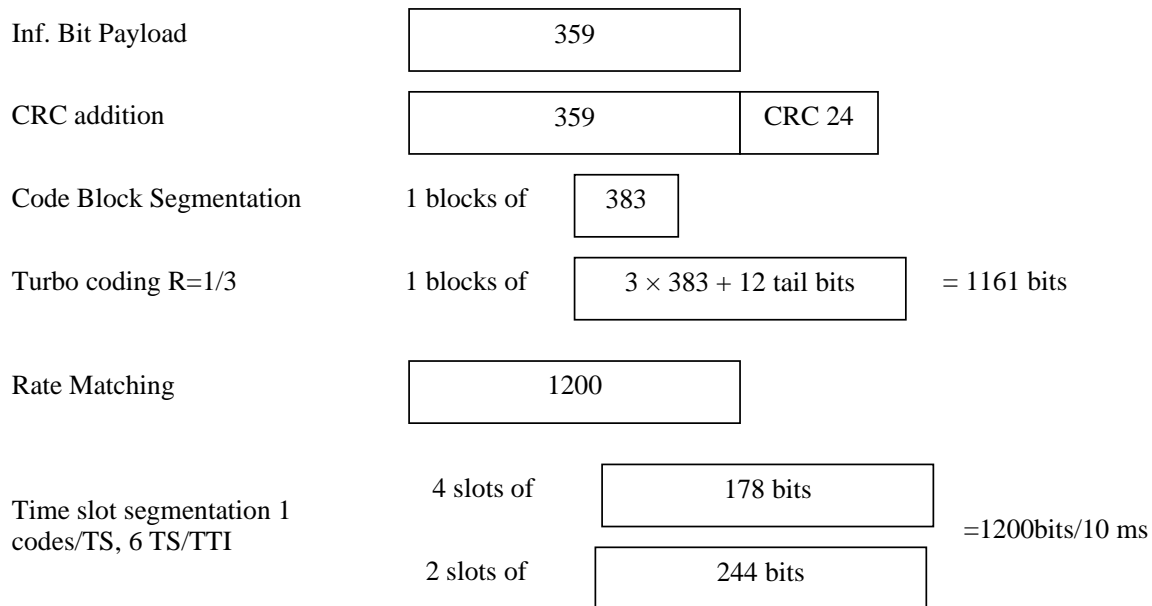 Inf. Bit Payload 359
CRC addition 359 CRC 24
Code Block Segmentation 1 blocks of 383
Turbo coding R=1/3 1 blocks of 3 × 383 + 12 tail bits = 1161 bits
Rate Matching 1200
4 slots of 178 bits
Time slot segmentation 1
codes/TS, 6 TS/TTI =1200bits/10 ms
2 slots of 244 bits